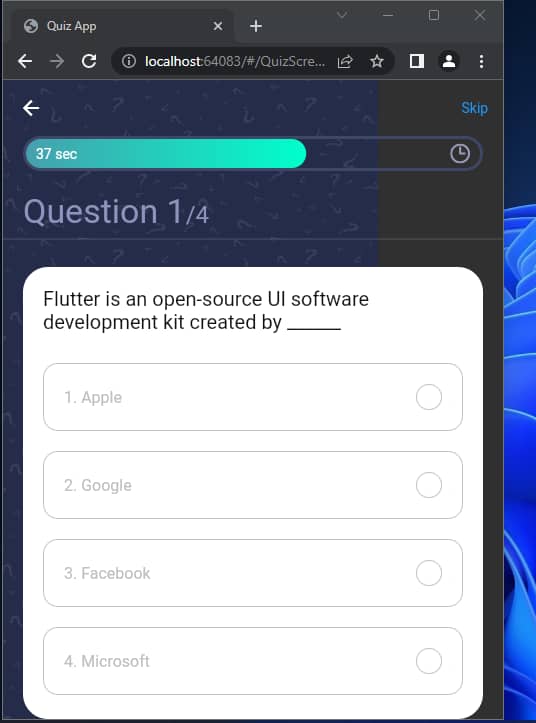 Quiz App
localhost:64083/#/QuizScre...
Skip
37 sec
Question 1/4
Flutter is an open-source UI software
development kit created by ______
1. Apple
2. Google
3. Facebook
4. Microsoft